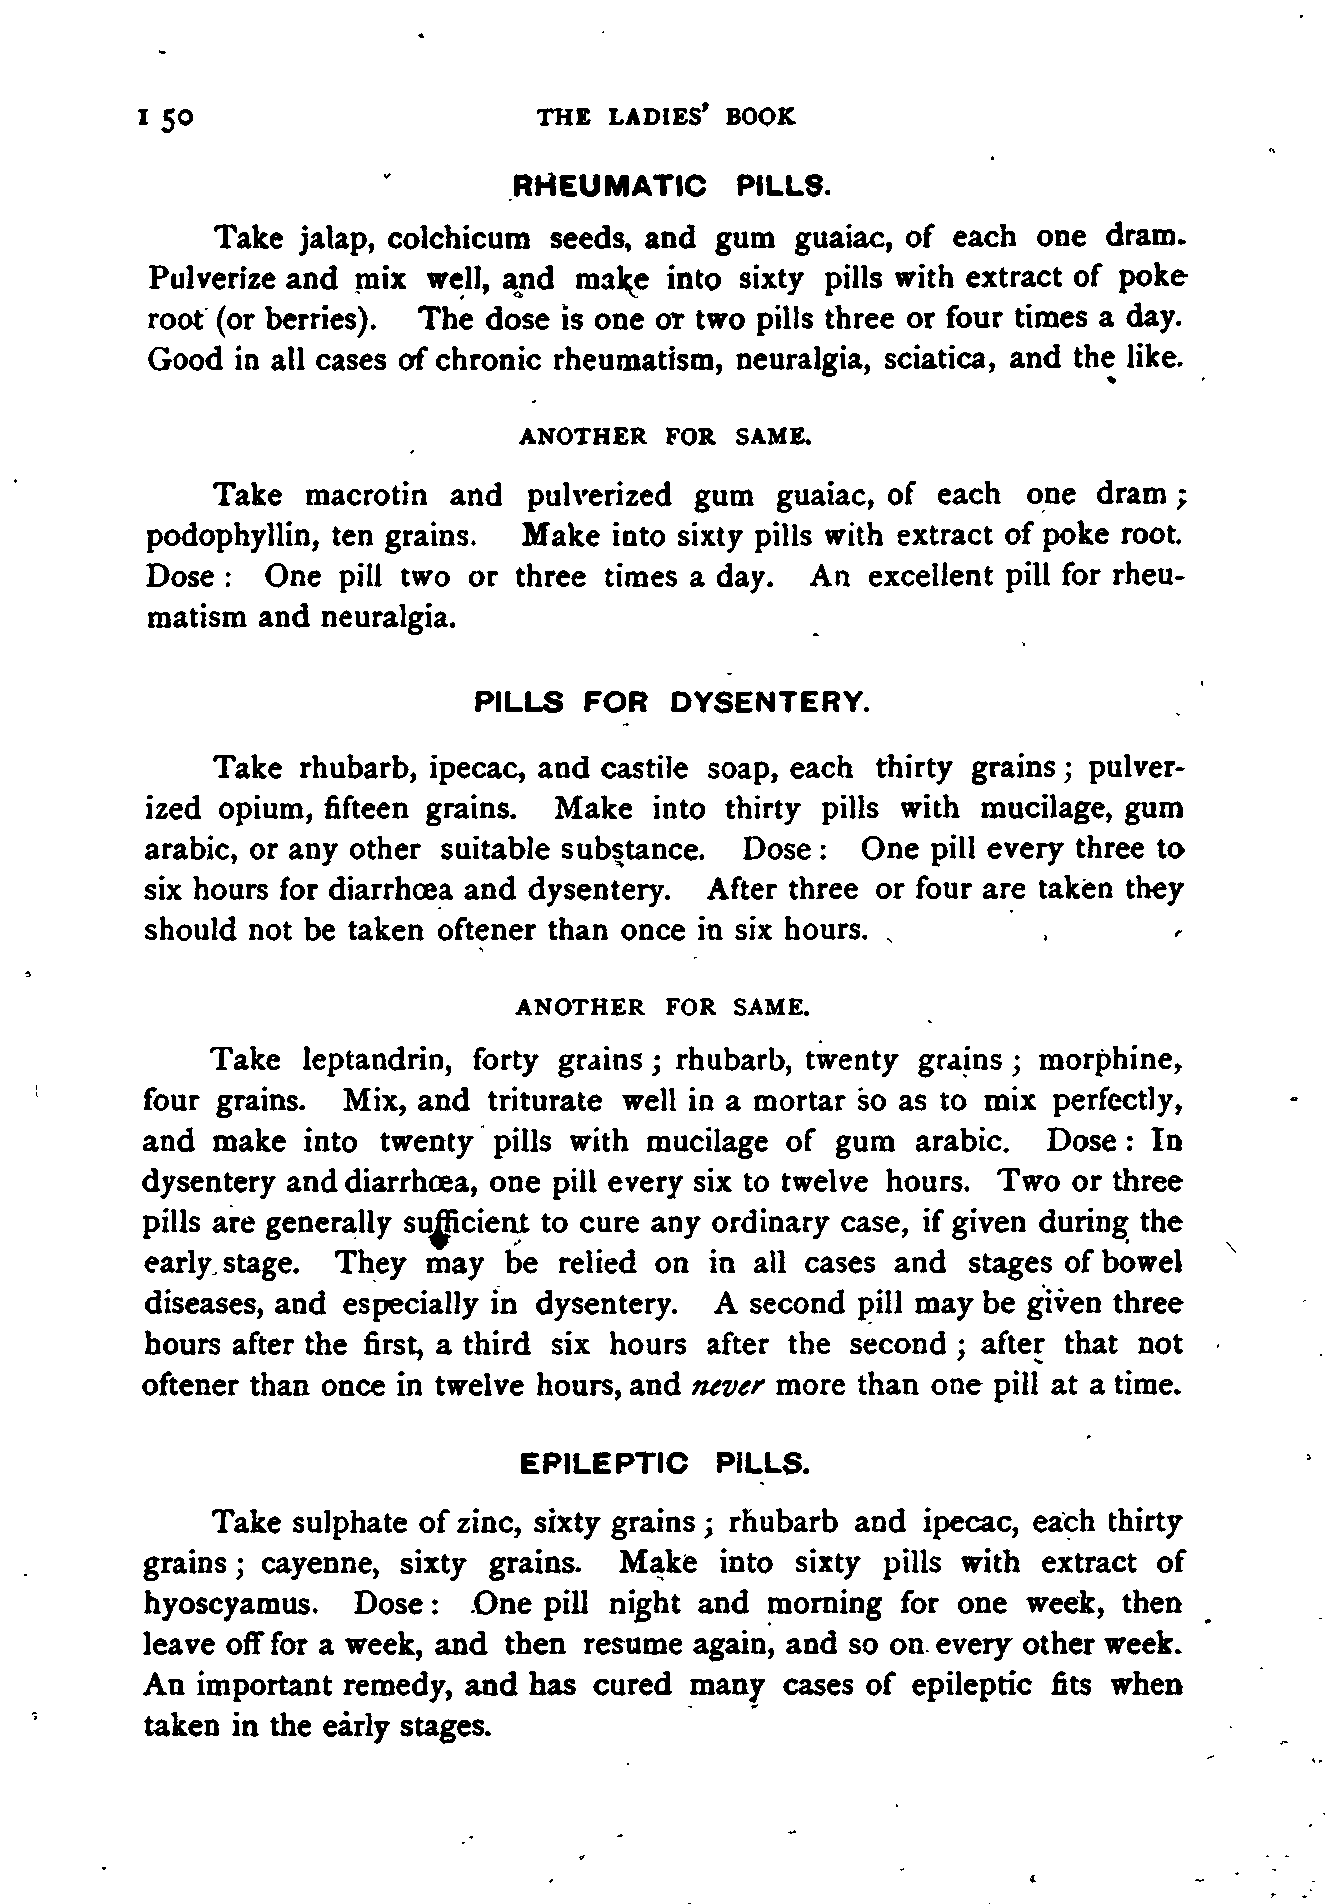 150 THE LADIES' BOOK
RHEUMATIC PILLS.
Take jalap, colchicum seeds, and gum guaiac, of each one dram.
Pulverize and mix well, and make into sixty pills with extract of poke
root (or berries). The dose is one or two pills three or four times a day.
Good in all cases of chronic rheumatism, neuralgia, sciatica, and the like.
ANOTHER FOR SAME.
Take macrotin and pulverized gum guaiac, of each one dram ;
podophyllin, ten grains. Make into sixty pills with extract of poke root.
Dose : One pill two or three times a day. An excellent pill for rheu-
matism and neuralgia.
PILLS FOR DYSENTERY.
Take rhubarb, ipecac, and castile soap, each thirty grains ; pulver-
ized opium, fifteen grains. Make into thirty pills with mucilage, gum
arabic, or any other suitable substance. Dose : One pill every three to
six hours for diarrhœa and dysentery. After three or four are taken they
should not be taken oftener than once in six hours.
ANOTHER FOR SAME.
Take leptandrin, forty grains ; rhubarb, twenty grains ; morphine,
four grains. Mix, and triturate well in a mortar so as to mix perfectly,
and make into twenty pills with mucilage of gum arabic. Dose : In
dysentery and diarrhœa, one pill every six to twelve hours. Two or three
pills are generally sufficient to cure any ordinary case, if given during the
early stage. They may be relied on in all cases and stages of bowel
diseases, and especially in dysentery. A second pill may be given three
hours after the first, a third six hours after the second ; after that not
oftener than once in twelve hours, and never more than one pill at a time.
EPILEPTIC PILLS.
Take sulphate of zinc, sixty grains ; rhubarb and ipecac, each thirty
grains ; cayenne, sixty grains. Make into sixty pills with extract of
hyoscyamus. Dose : One pill night and morning for one week, then
leave off for a week, and then resume again, and so on every other week.
An important remedy, and has cured many cases of epileptic fits when
taken in the early stages.